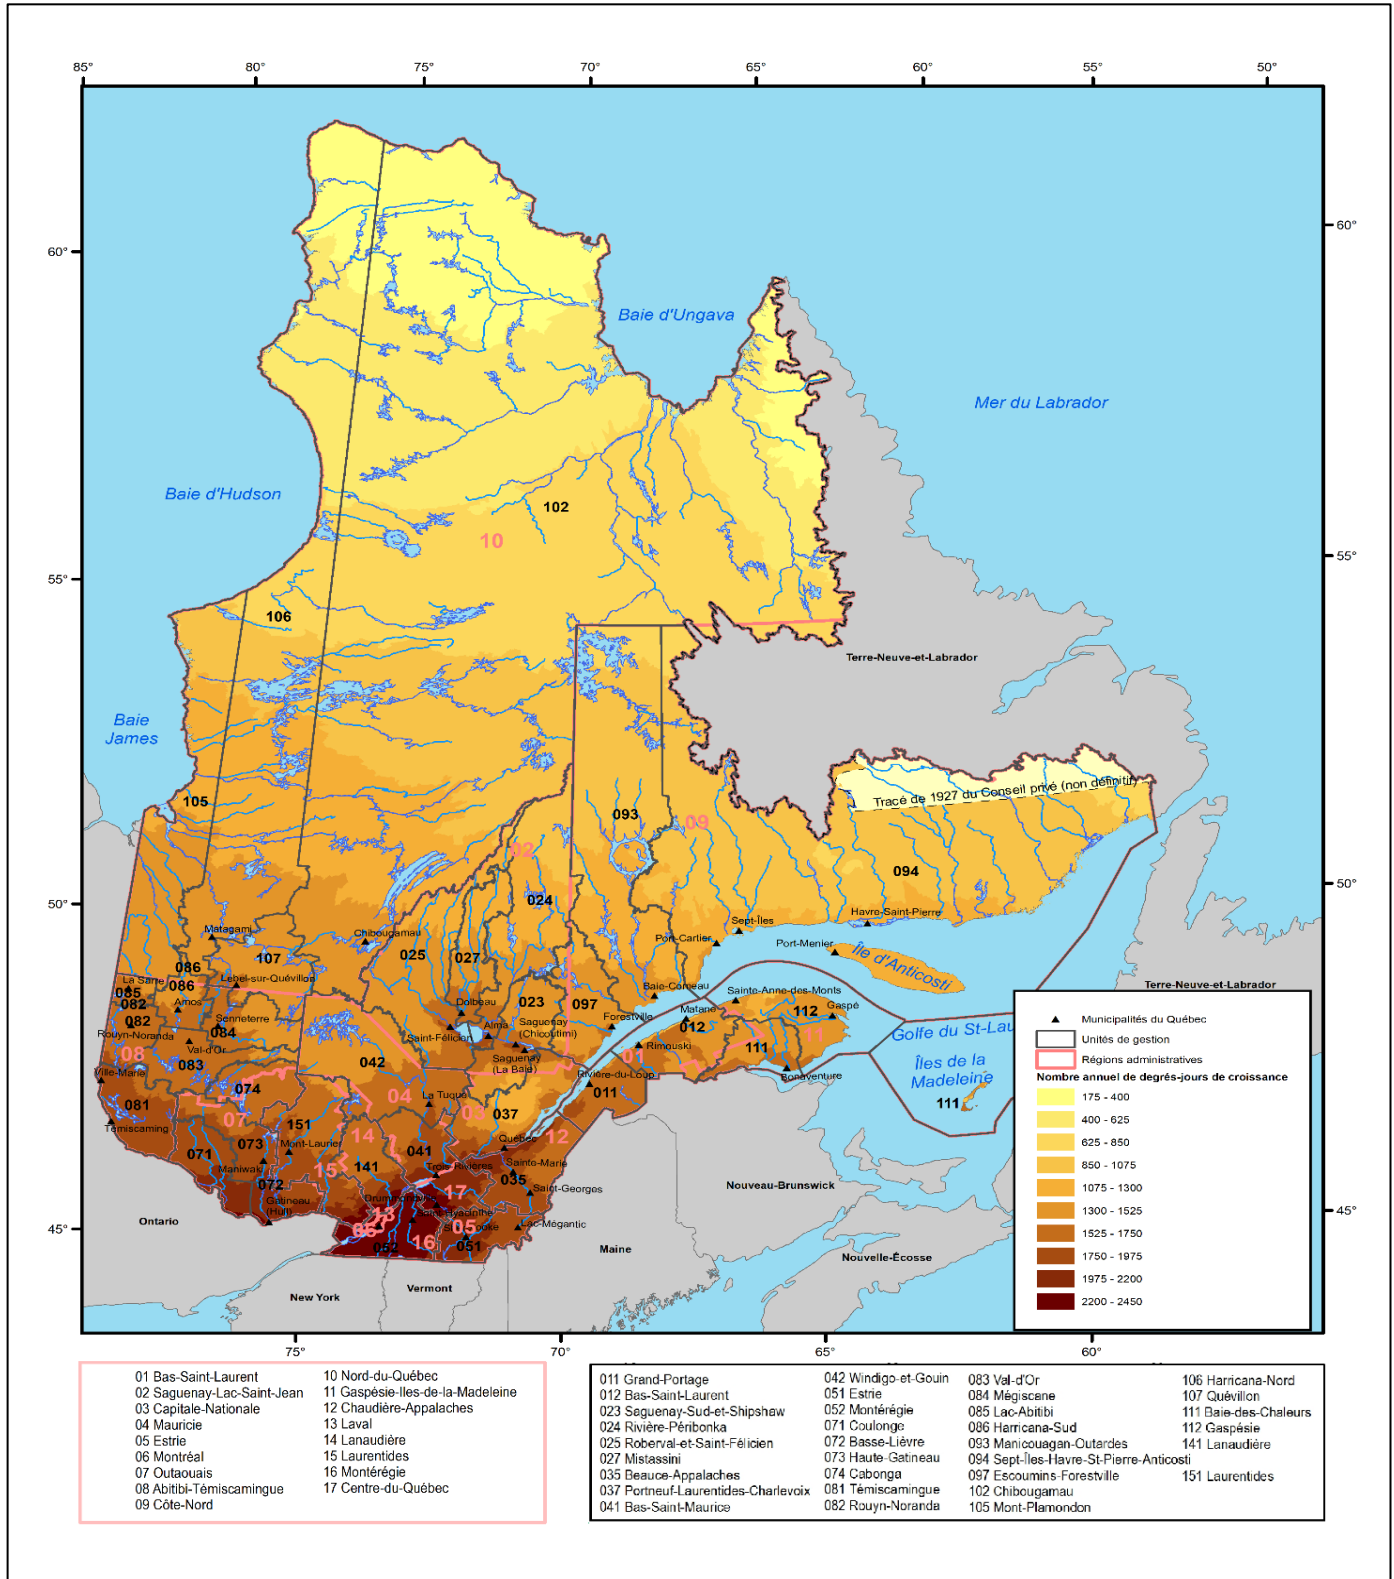 85° 80° 75° 70° 65° 60° 55° 50°
60° 60°
Baie d'Ungava
Mer du Labrador
Baie d'Hudson
102
10
55° 55°
106
Terre-Neuve-et-Labrador
Baie
James
Tracé de 1927 du Conseil privé (non définitif)
105
093
09
02
094
50° 50°
024
Havre-Saint-Pierre
Sept-Îles
Matagami
Chibougamau
Port-Cartier
Port-Menier
025
027
107
Île d'Anticosti
086
La Sarre
Lebel-sur-Quévillon
086
085
Baie-Comeau
Sainte-Anne-des-Monts
Terre-Neuve-et-Labrador
082
Amos
Dolbeau
023
097
Matane
112
Gaspé
082
Senneterre
Alma
Saguenay
(Chicoutimi)
Forestville
012
Rouyn-Noranda
084
Saint-Félicien
11
Golfe du St-Lau
Val-d'Or
Rimouski
111
08
01
083
042
Saguenay
(La Baie)
Îles de la
Madeleine
Ville-Marie
Rivière-du-Loup
Bonaventure
074
011
081
04
La Tuque
111
07
03
037
Témiscaming
151
14
12
073
Mont-Laurier
Québec
071
041
Maniwaki
15
141
Trois-Rivières
Sainte-Marie
072
035
Gatineau
(Hull)
Drummondville
17
Saint-Georges
Nouveau-Brunswick
13
45° 45°
Ontario
05
Lac-Mégantic
052
16
051
Maine
Nouvelle-Écosse
New York
Vermont
75° 70° 65° 60°
Municipalités du Québec
Unités de gestion
Régions administratives
Nombre annuel de degrés-jours de croissance
175 - 400
400 - 625
625 - 850
850 - 1075
1075 - 1300
1300 - 1525
1525 - 1750
1750 - 1975
1975 - 2200
2200 - 2450
01 Bas-Saint-Laurent
02 Saguenay-Lac-Saint-Jean
03 Capitale-Nationale
04 Mauricie
05 Estrie
06 Montréal
07 Outaouais
08 Abitibi-Témiscamingue
09 Côte-Nord
10 Nord-du-Québec
11 Gaspésie-Iles-de-la-Madeleine
12 Chaudière-Appalaches
13 Laval
14 Lanaudière
15 Laurentides
16 Montérégie
17 Centre-du-Québec
011 Grand-Portage
012 Bas-Saint-Laurent
023 Saguenay-Sud-et-Shipshaw
024 Rivière-Péribonka
025 Roberval-et-Saint-Félicien
027 Mistassini
035 Beauce-Appalaches
037 Portneuf-Laurentides-Charlevoix
041 Bas-Saint-Maurice
042 Windigo-et-Gouin
051 Estrie
052 Montérégie
071 Coulonge
072 Basse-Lièvre
073 Haute-Gatineau
074 Cabonga
081 Témiscamingue
082 Rouyn-Noranda
083 Val-d'Or
084 Mégiscane
085 Lac-Abitibi
086 Harricana-Sud
093 Manicouagan-Outardes
094 Sept-Îles-Havre-St-Pierre-Anticosti
097 Escoumins-Forestville
102 Chibougamau
105 Mont-Plamondon
106 Harricana-Nord
107 Quévillon
111 Baie-des-Chaleurs
112 Gaspésie
141 Lanaudière
151 Laurentides